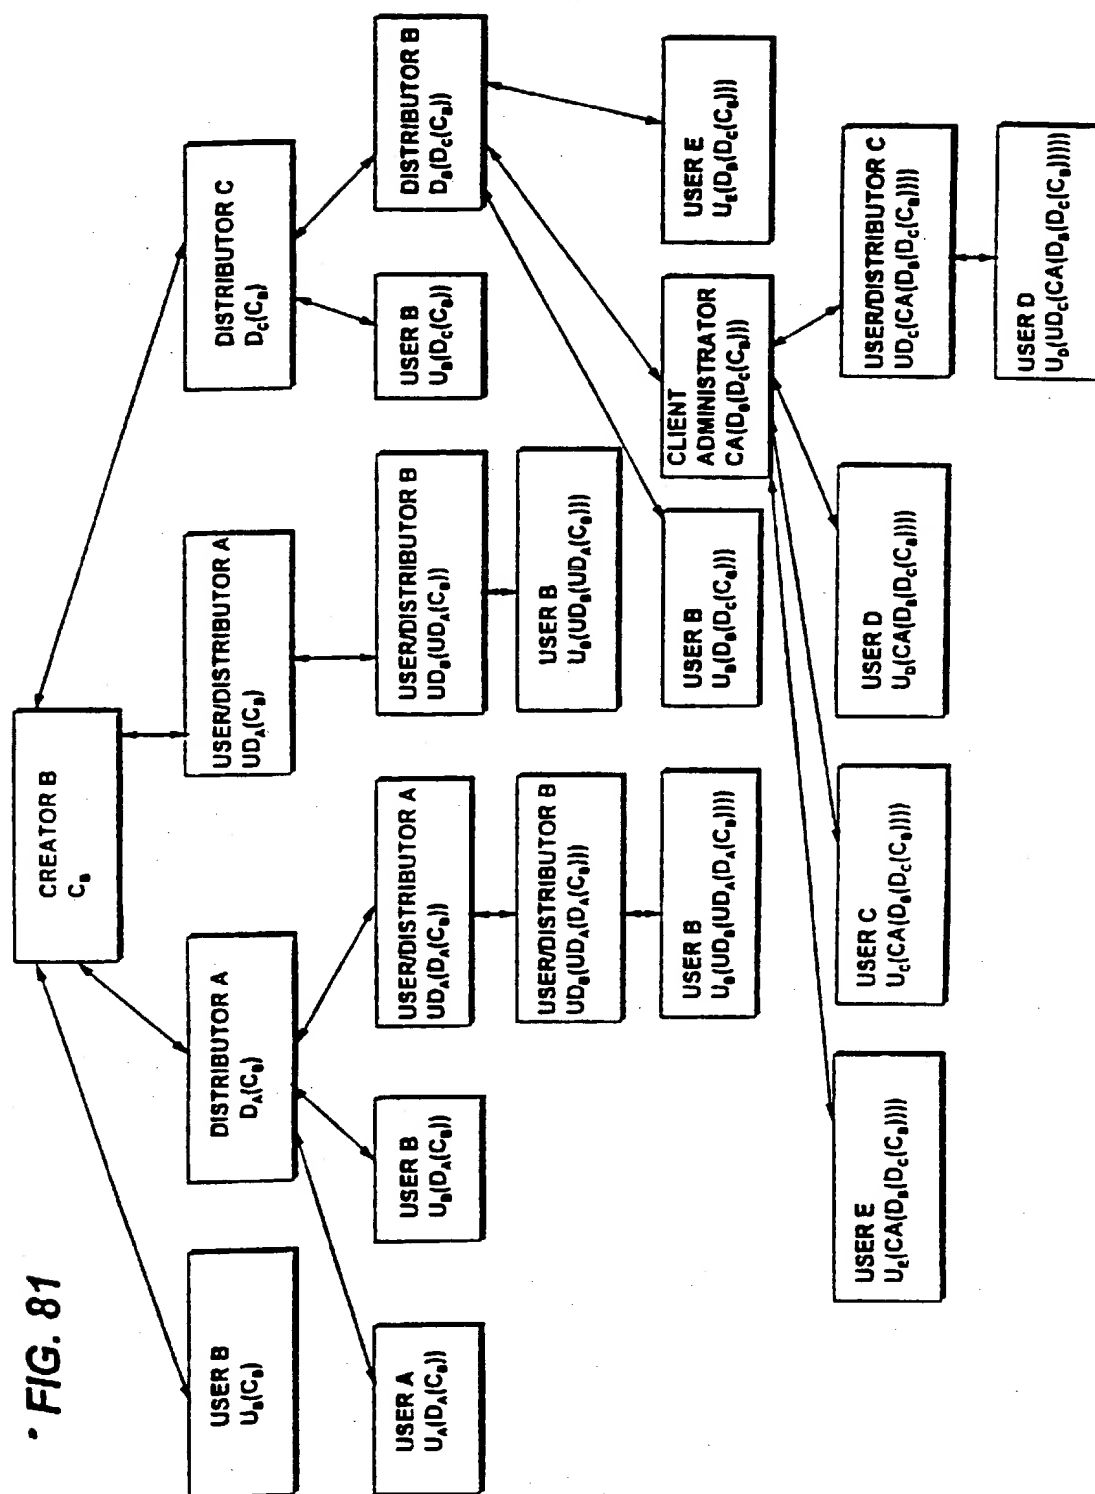 FIG. 81
CREATOR B
C_B
USER B
U_B(C_B)
DISTRIBUTOR A
D_A(C_B)
USER/DISTRIBUTOR A
UD_A(C_B)
DISTRIBUTOR C
D_C(C_B)
USER A
U_A(D_A(C_B))
USER B
U_B(D_A(C_B))
USER/DISTRIBUTOR A
UD_A(D_A(C_B))
USER/DISTRIBUTOR B
UD_B(UD_A(C_B))
USER B
U_B(D_C(C_B))
DISTRIBUTOR B
D_B(D_C(C_B))
USER/DISTRIBUTOR B
UD_B(UD_A(D_A(C_B)))
USER B
U_B(UD_B(UD_A(C_B)))
USER B
U_B(UD_B(UD_A(D_A(C_B))))
USER B
U_B(D_B(D_C(C_B)))
CLIENT
ADMINISTRATOR
CA(D_B(D_C(C_B)))
USER E
U_E(D_B(D_C(C_B)))
USER E
U_E(CA(D_B(D_C(C_B))))
USER C
U_C(CA(D_B(D_C(C_B))))
USER D
U_D(CA(D_B(D_C(C_B))))
USER/DISTRIBUTOR C
UD_C(CA(D_B(D_C(C_B))))
USER D
U_D(UD_C(CA(D_B(D_C(C_B)))))